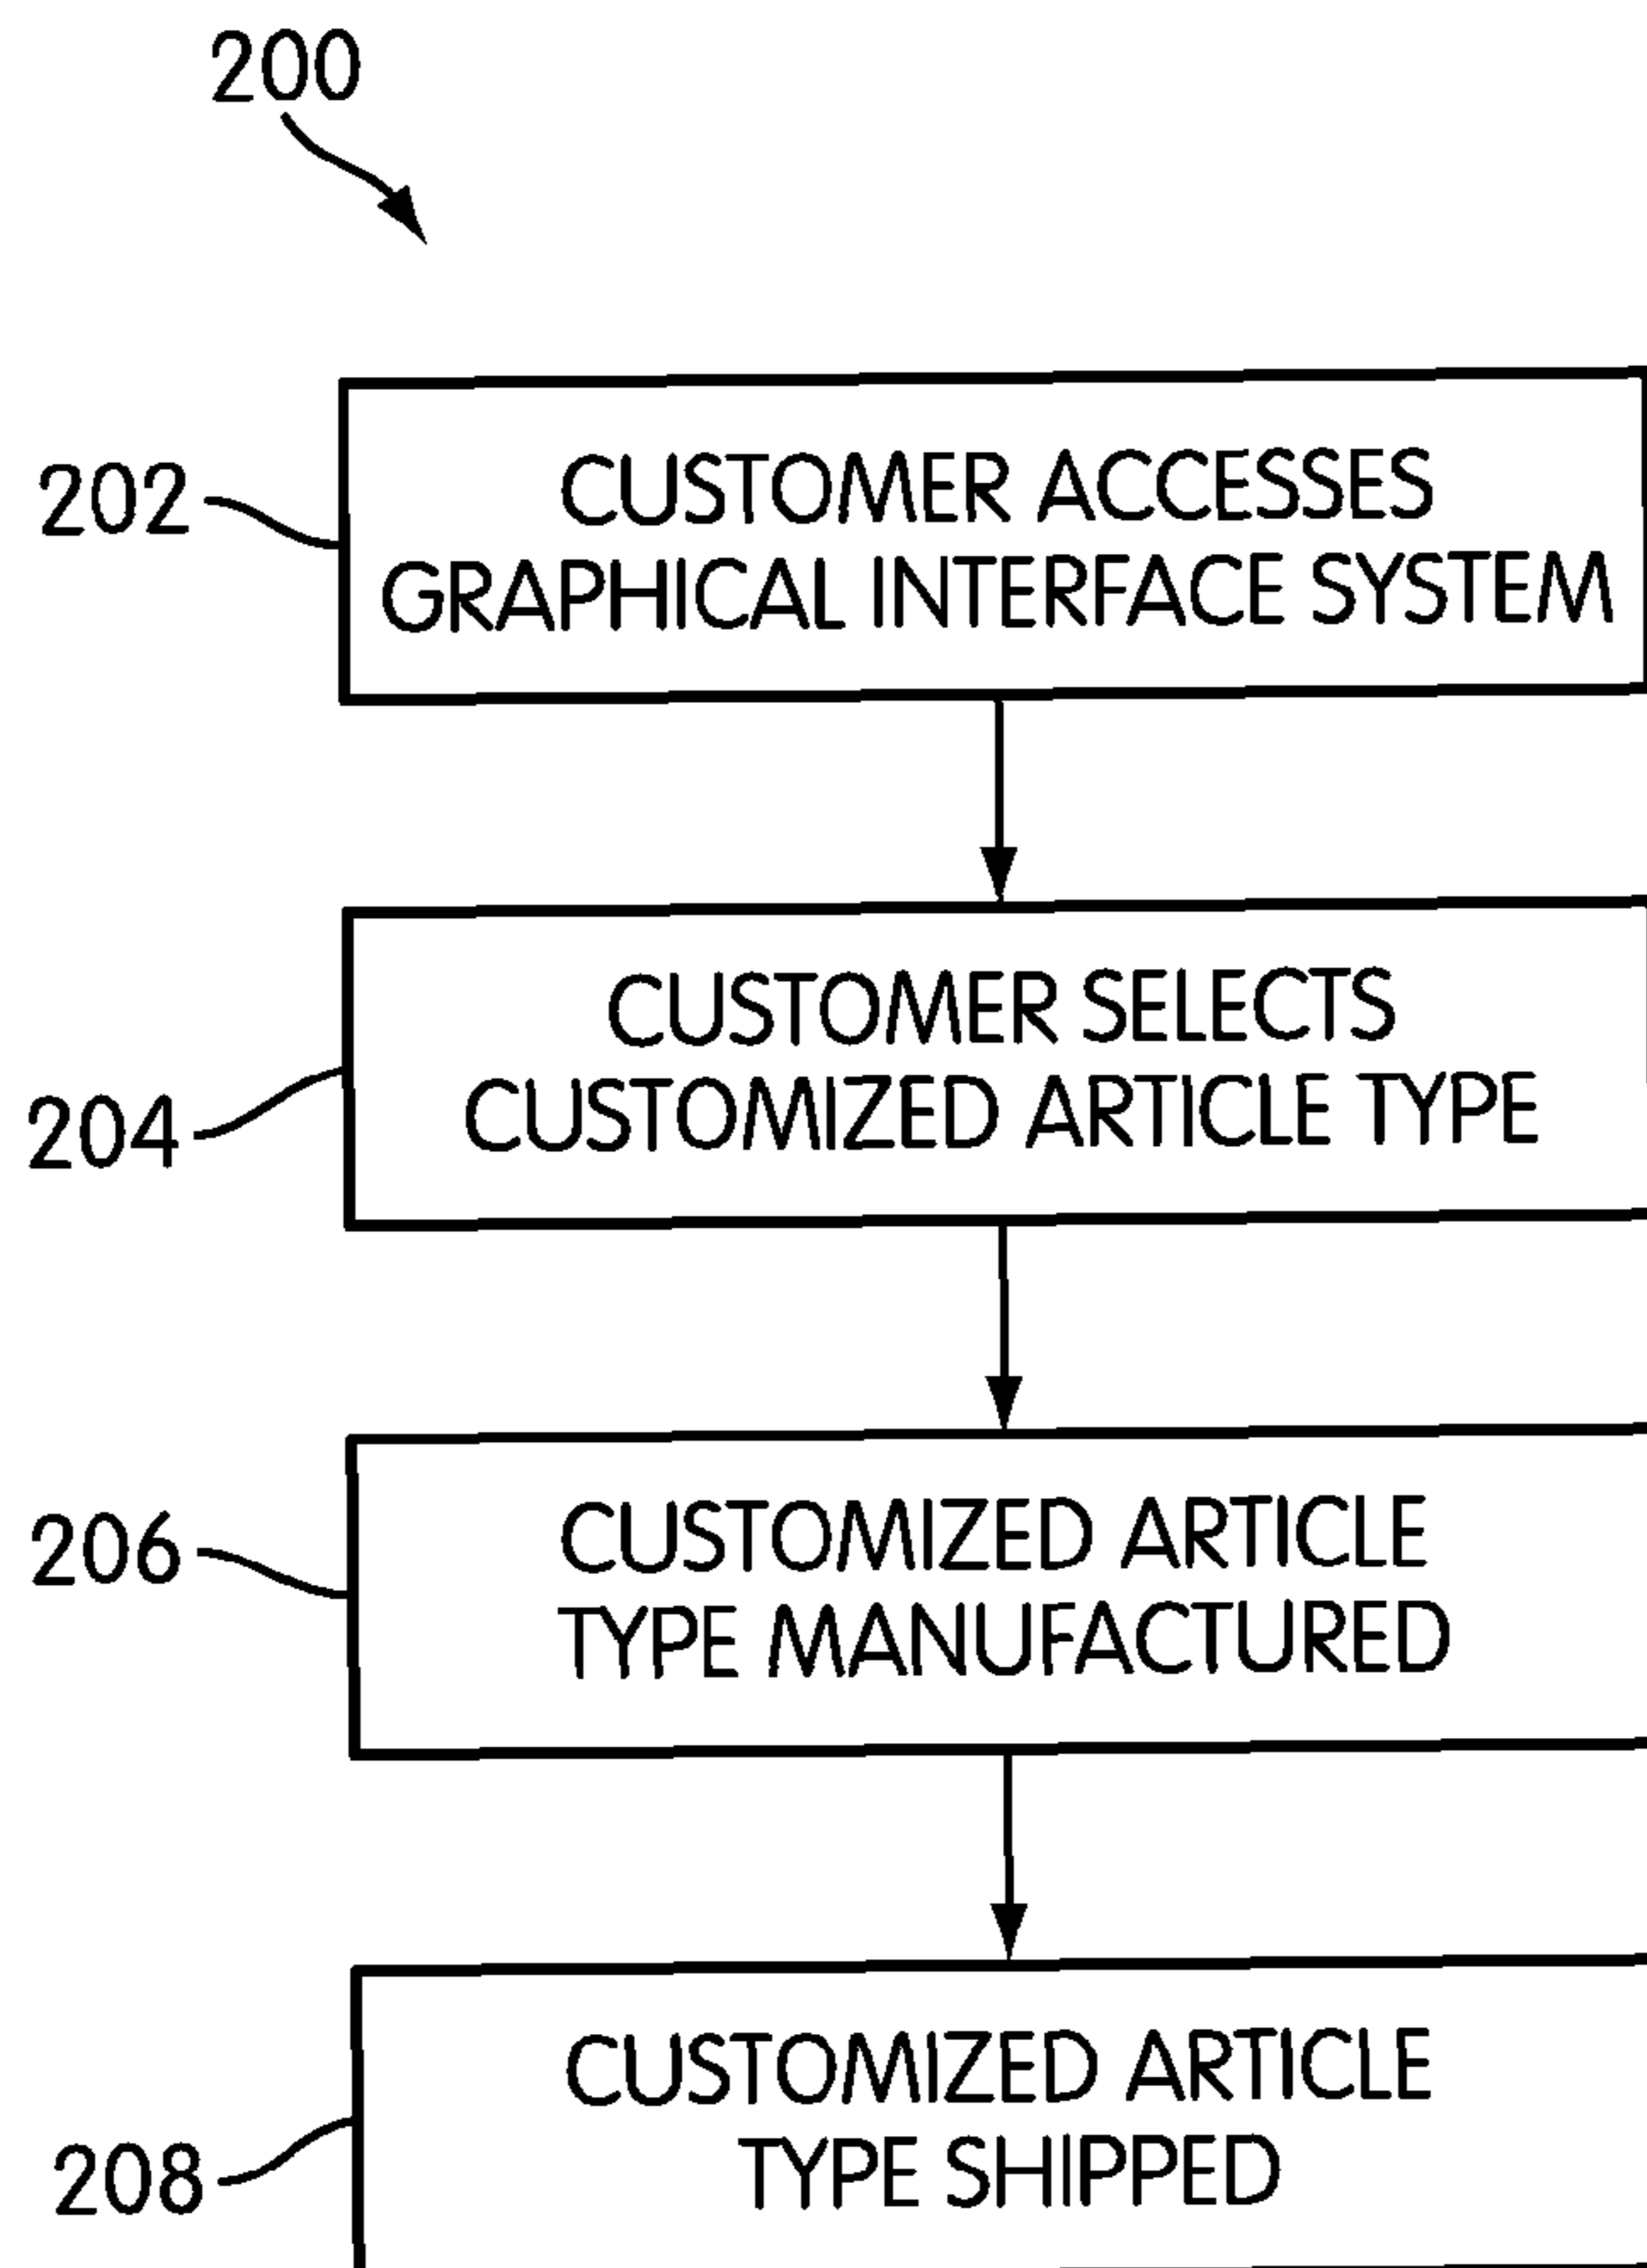 200
202
CUSTOMER ACCESSES
GRAPHICAL INTERFACE SYSTEM
204
CUSTOMER SELECTS
CUSTOMIZED ARTICLE TYPE
206
CUSTOMIZED ARTICLE
TYPE MANUFACTURED
208
CUSTOMIZED ARTICLE
TYPE SHIPPED